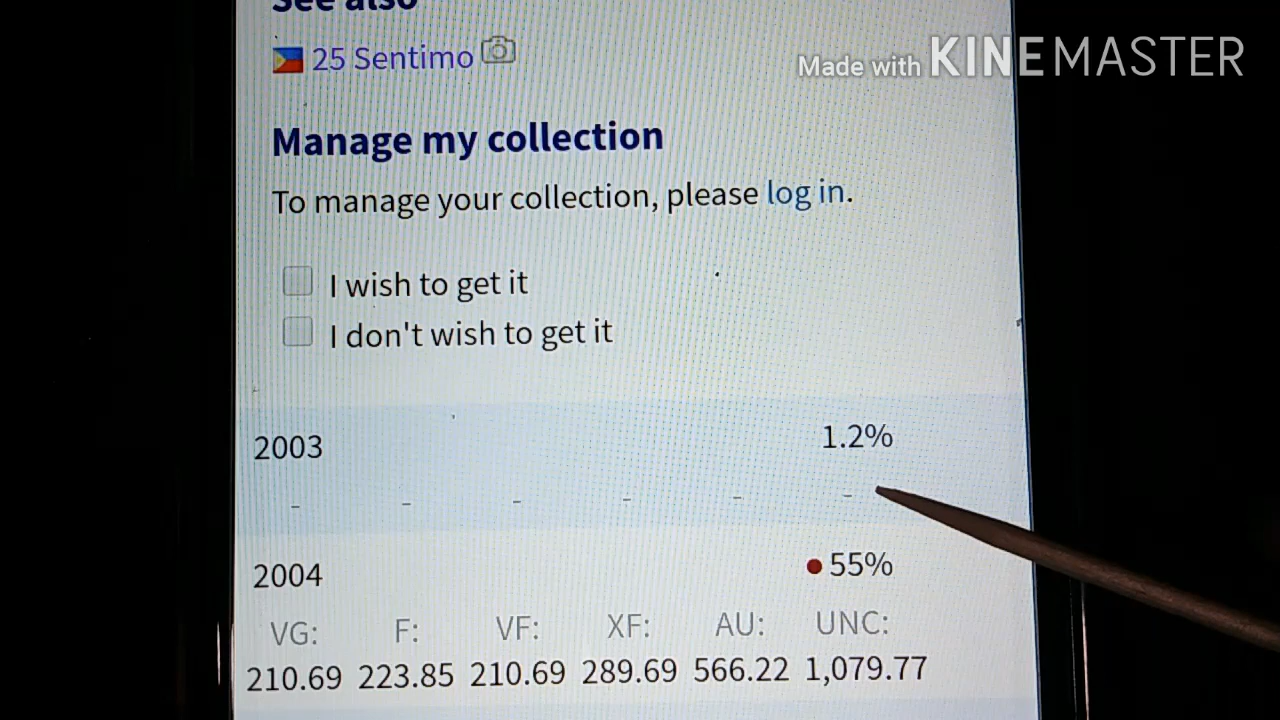 See also
25 Sentimo
Made with KINEMASTER
Manage my collection
To manage your collection, please log in.
I wish to get it
I don't wish to get it
2003 1.2%
- - - - - -
2004 55%
VG: F: VF: XF: AU: UNC:
210.69 223.85 210.69 289.69 566.22 1,079.77